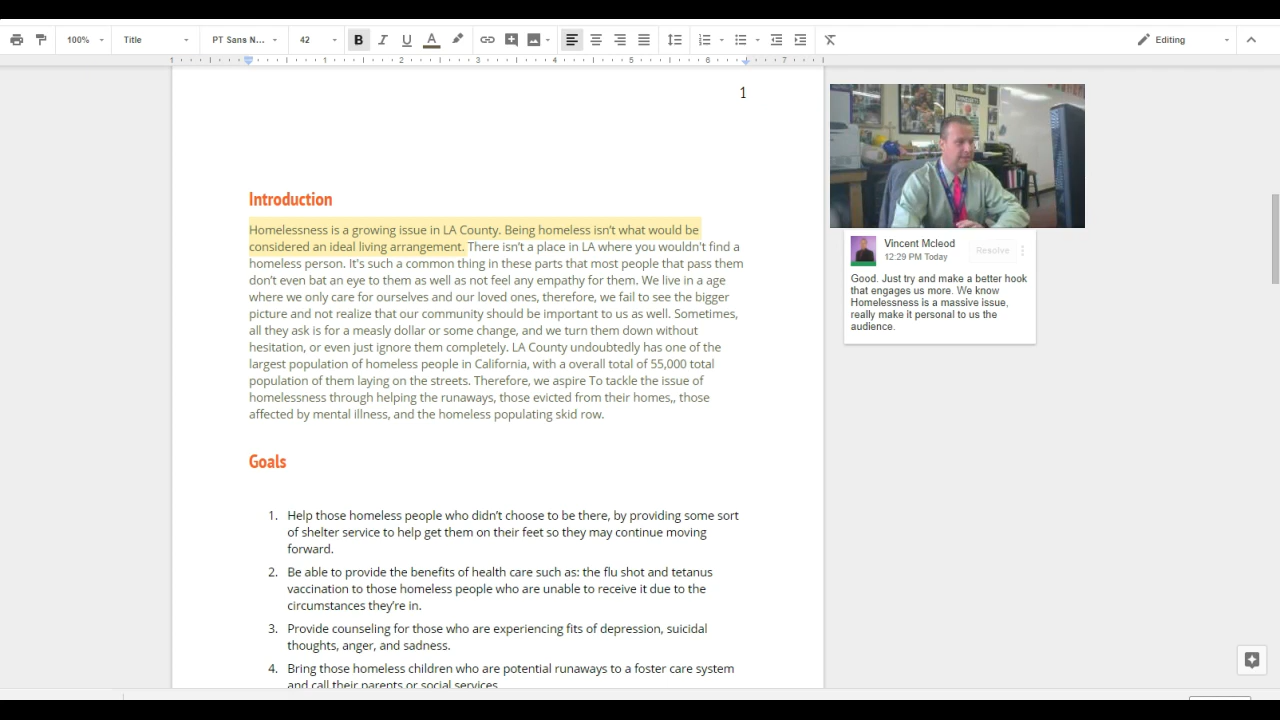 100% Title PT Sans N... 42 B I U A Editing
1 1 2 3 4 5 6 7
1
Introduction
Homelessness is a growing issue in LA County. Being homeless isn't what would be
considered an ideal living arrangement. There isn't a place in LA where you wouldn't find a
homeless person. It's such a common thing in these parts that most people that pass them
don't even bat an eye to them as well as not feel any empathy for them. We live in a age
where we only care for ourselves and our loved ones, therefore, we fail to see the bigger
picture and not realize that our community should be important to us as well. Sometimes,
all they ask is for a measly dollar or some change, and we turn them down without
hesitation, or even just ignore them completely. LA County undoubtedly has one of the
largest population of homeless people in California, with a overall total of 55,000 total
population of them laying on the streets. Therefore, we aspire To tackle the issue of
homelessness through helping the runaways, those evicted from their homes,, those
affected by mental illness, and the homeless populating skid row.
Goals
1. Help those homeless people who didn't choose to be there, by providing some sort
of shelter service to help get them on their feet so they may continue moving
forward.
2. Be able to provide the benefits of health care such as: the flu shot and tetanus
vaccination to those homeless people who are unable to receive it due to the
circumstances they're in.
3. Provide counseling for those who are experiencing fits of depression, suicidal
thoughts, anger, and sadness.
4. Bring those homeless children who are potential runaways to a foster care system
and call their parents or social services.
Vincent Mcleod
12:29 PM Today
Resolve
Good. Just try and make a better hook
that engages us more. We know
Homelessness is a massive issue,
really make it personal to us the
audience.